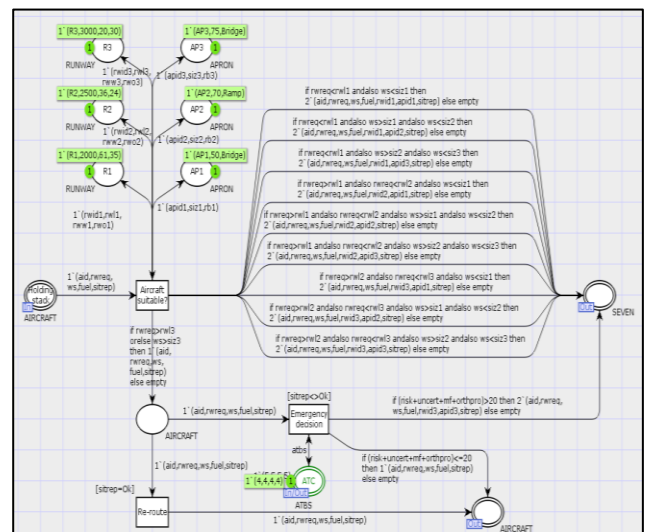 1`(R3,3000,20,30)
1`(AP3,75,Bridge)
1
R3
AP3
1
RUNWAY
APRON
1`(rwid3,rwl3,
rww3,rwo3)
1`(apid3,siz3,rb3)
1`(R2,2500,36,24)
1`(AP2,70,Ramp)
1
R2
AP2
1
RUNWAY
APRON
1`(rwid2,rwl2,
rww2,rwo2)
1`(apid2,siz2,rb2)
1`(R1,2000,61,35)
1`(AP1,50,Bridge)
1
R1
AP1
1
RUNWAY
APRON
1`(rwid1,rwl1,
rww1,rwo1)
1`(apid1,siz1,rb1)
if rwreq<rwl1 andalso ws<siz1 then
2`(aid,rwreq,ws,fuel,rwid1,apid1,sitrep) else empty
if rwreq<rwl1 andalso ws>siz1 andalso ws<siz2 then
2`(aid,rwreq,ws,fuel,rwid1,apid2,sitrep) else empty
if rwreq<rwl1 andalso ws>siz2 andalso ws<siz3 then
2`(aid,rwreq,ws,fuel,rwid1,apid3,sitrep) else empty
if rwreq>rwl1 andalso rwreq<rwl2 andalso ws<siz1 then
2`(aid,rwreq,ws,fuel,rwid2,apid1,sitrep) else empty
if rwreq>rwl1 andalso rwreq<rwl2 andalso ws>siz1 andalso ws<siz2 then
2`(aid,rwreq,ws,fuel,rwid2,apid2,sitrep) else empty
if rwreq>rwl1 andalso rwreq<rwl2 andalso ws>siz2 andalso ws<siz3 then
2`(aid,rwreq,ws,fuel,rwid2,apid3,sitrep) else empty
if rwreq>rwl2 andalso rwreq<rwl3 andalso ws<siz1 then
2`(aid,rwreq,ws,fuel,rwid3,apid1,sitrep) else empty
if rwreq>rwl2 andalso rwreq<rwl3 andalso ws>siz1 andalso ws<siz2 then
2`(aid,rwreq,ws,fuel,rwid3,apid2,sitrep) else empty
if rwreq>rwl2 andalso rwreq<rwl3 andalso ws>siz2 andalso ws<siz3 then
2`(aid,rwreq,ws,fuel,rwid3,apid3,sitrep) else empty
Holding
stack
In
AIRCRAFT
1`(aid,rwreq,
ws,fuel,sitrep)
Aircraft
suitable?
Out
SEVEN
if rwreq>rwl3
orelse ws>siz3
then 1`(aid,
rwreq,ws,
fuel,sitrep)
else empty
AIRCRAFT
1`(aid,rwreq,ws,fuel,sitrep)
[sitrep<>Ok]
Emergency
decision
if (risk+uncert+mf+orthpro)>20 then 2`(aid,rwreq,
ws,fuel,rwid3,apid3,sitrep) else empty
atbs
if (risk+uncert+mf+orthpro)<=20
then 1`(aid,rwreq,ws,fuel,sitrep)
else empty
1`(aid,rwreq,ws,fuel,sitrep)
1`(4,4,4,4)
1
ATC
In/Out
ATBS
[sitrep=Ok]
Re-route
1`(aid,rwreq,ws,fuel,sitrep)
Out
AIRCRAFT